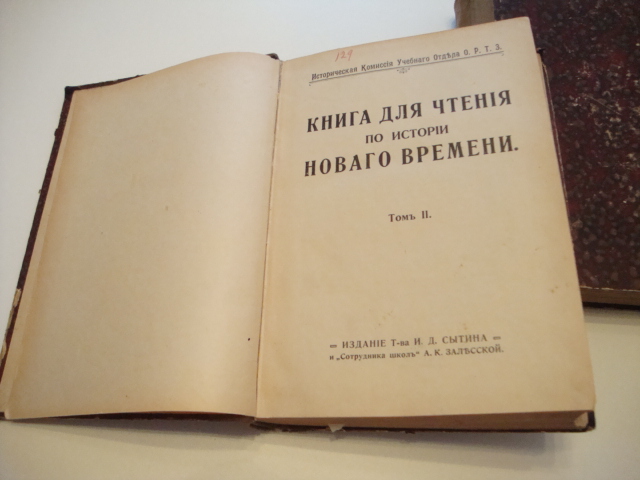 129
Историческая Комиссія Учебнаго Отдѣла О. Р. Т. З.
КНИГА ДЛЯ ЧТЕНІЯ
ПО ИСТОРІИ
НОВАГО ВРЕМЕНИ.
Томъ II.
═ ИЗДАНІЕ Т-ва И. Д. СЫТИНА ═
и „Сотрудника школъ" А. К. ЗАЛѢССКОЙ.